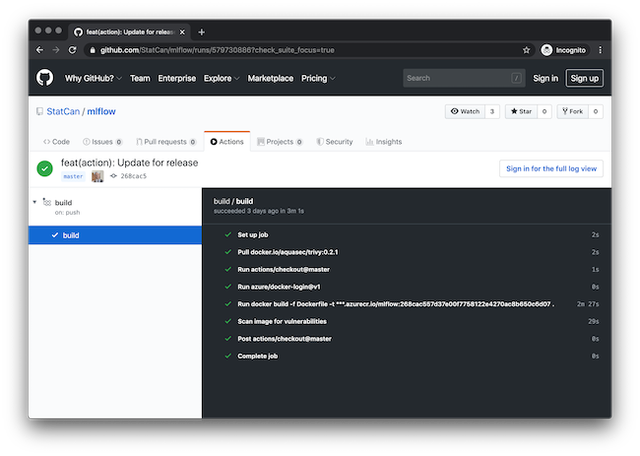 feat(action): Update for release
github.com/StatCan/mlflow/runs/579730886?check_suite_focus=true
Incognito
Why GitHub? Team Enterprise Explore Marketplace Pricing Search / Sign in Sign up
StatCan / mlflow Watch 3 Star 0 Fork 0
Code Issues 0 Pull requests 0 Actions Projects 0 Security Insights
feat(action): Update for release
master 268cac5
Sign in for the full log view
build
on: push
build
build / build
succeeded 3 days ago in 3m 1s
Set up job 2s
Pull docker.io/aquasec/trivy:0.2.1 2s
Run actions/checkout@master 1s
Run azure/docker-login@v1 0s
Run docker build -f Dockerfile -t ***.azurecr.io/mlflow:268cac557d37e00f7758122e4270ac8b650c6d07 . 2m 27s
Scan image for vulnerabilities 29s
Post actions/checkout@master 0s
Complete job 0s